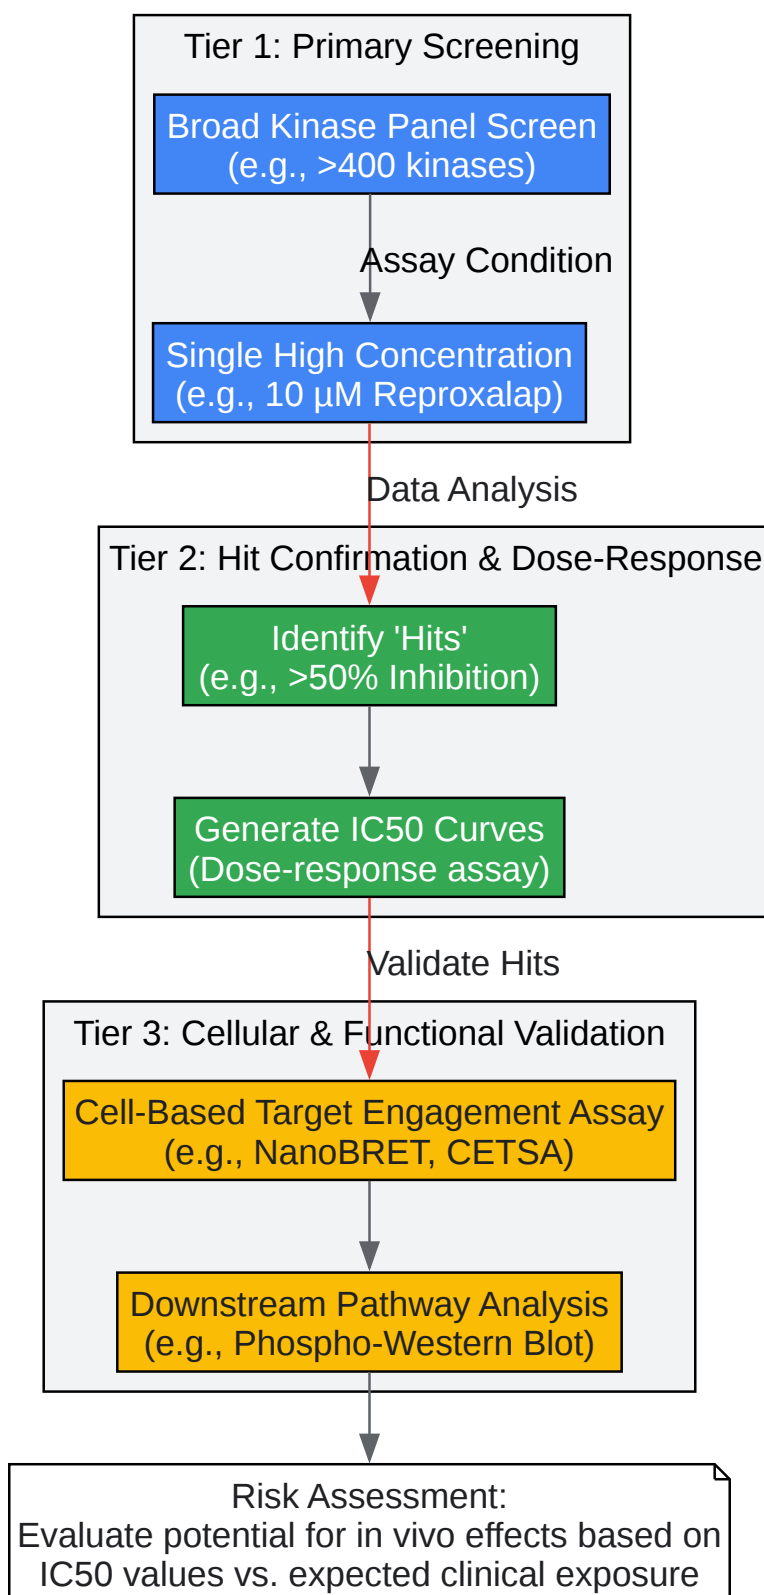 Tier 1: Primary Screening
Broad Kinase Panel Screen
(e.g., >400 kinases)
Assay Condition
Single High Concentration
(e.g., 10 µM Reproxalap)
Data Analysis
Tier 2: Hit Confirmation & Dose-Response
Identify 'Hits'
(e.g., >50% Inhibition)
Generate IC50 Curves
(Dose-response assay)
Validate Hits
Tier 3: Cellular & Functional Validation
Cell-Based Target Engagement Assay
(e.g., NanoBRET, CETSA)
Downstream Pathway Analysis
(e.g., Phospho-Western Blot)
Risk Assessment:
Evaluate potential for in vivo effects based on
IC50 values vs. expected clinical exposure